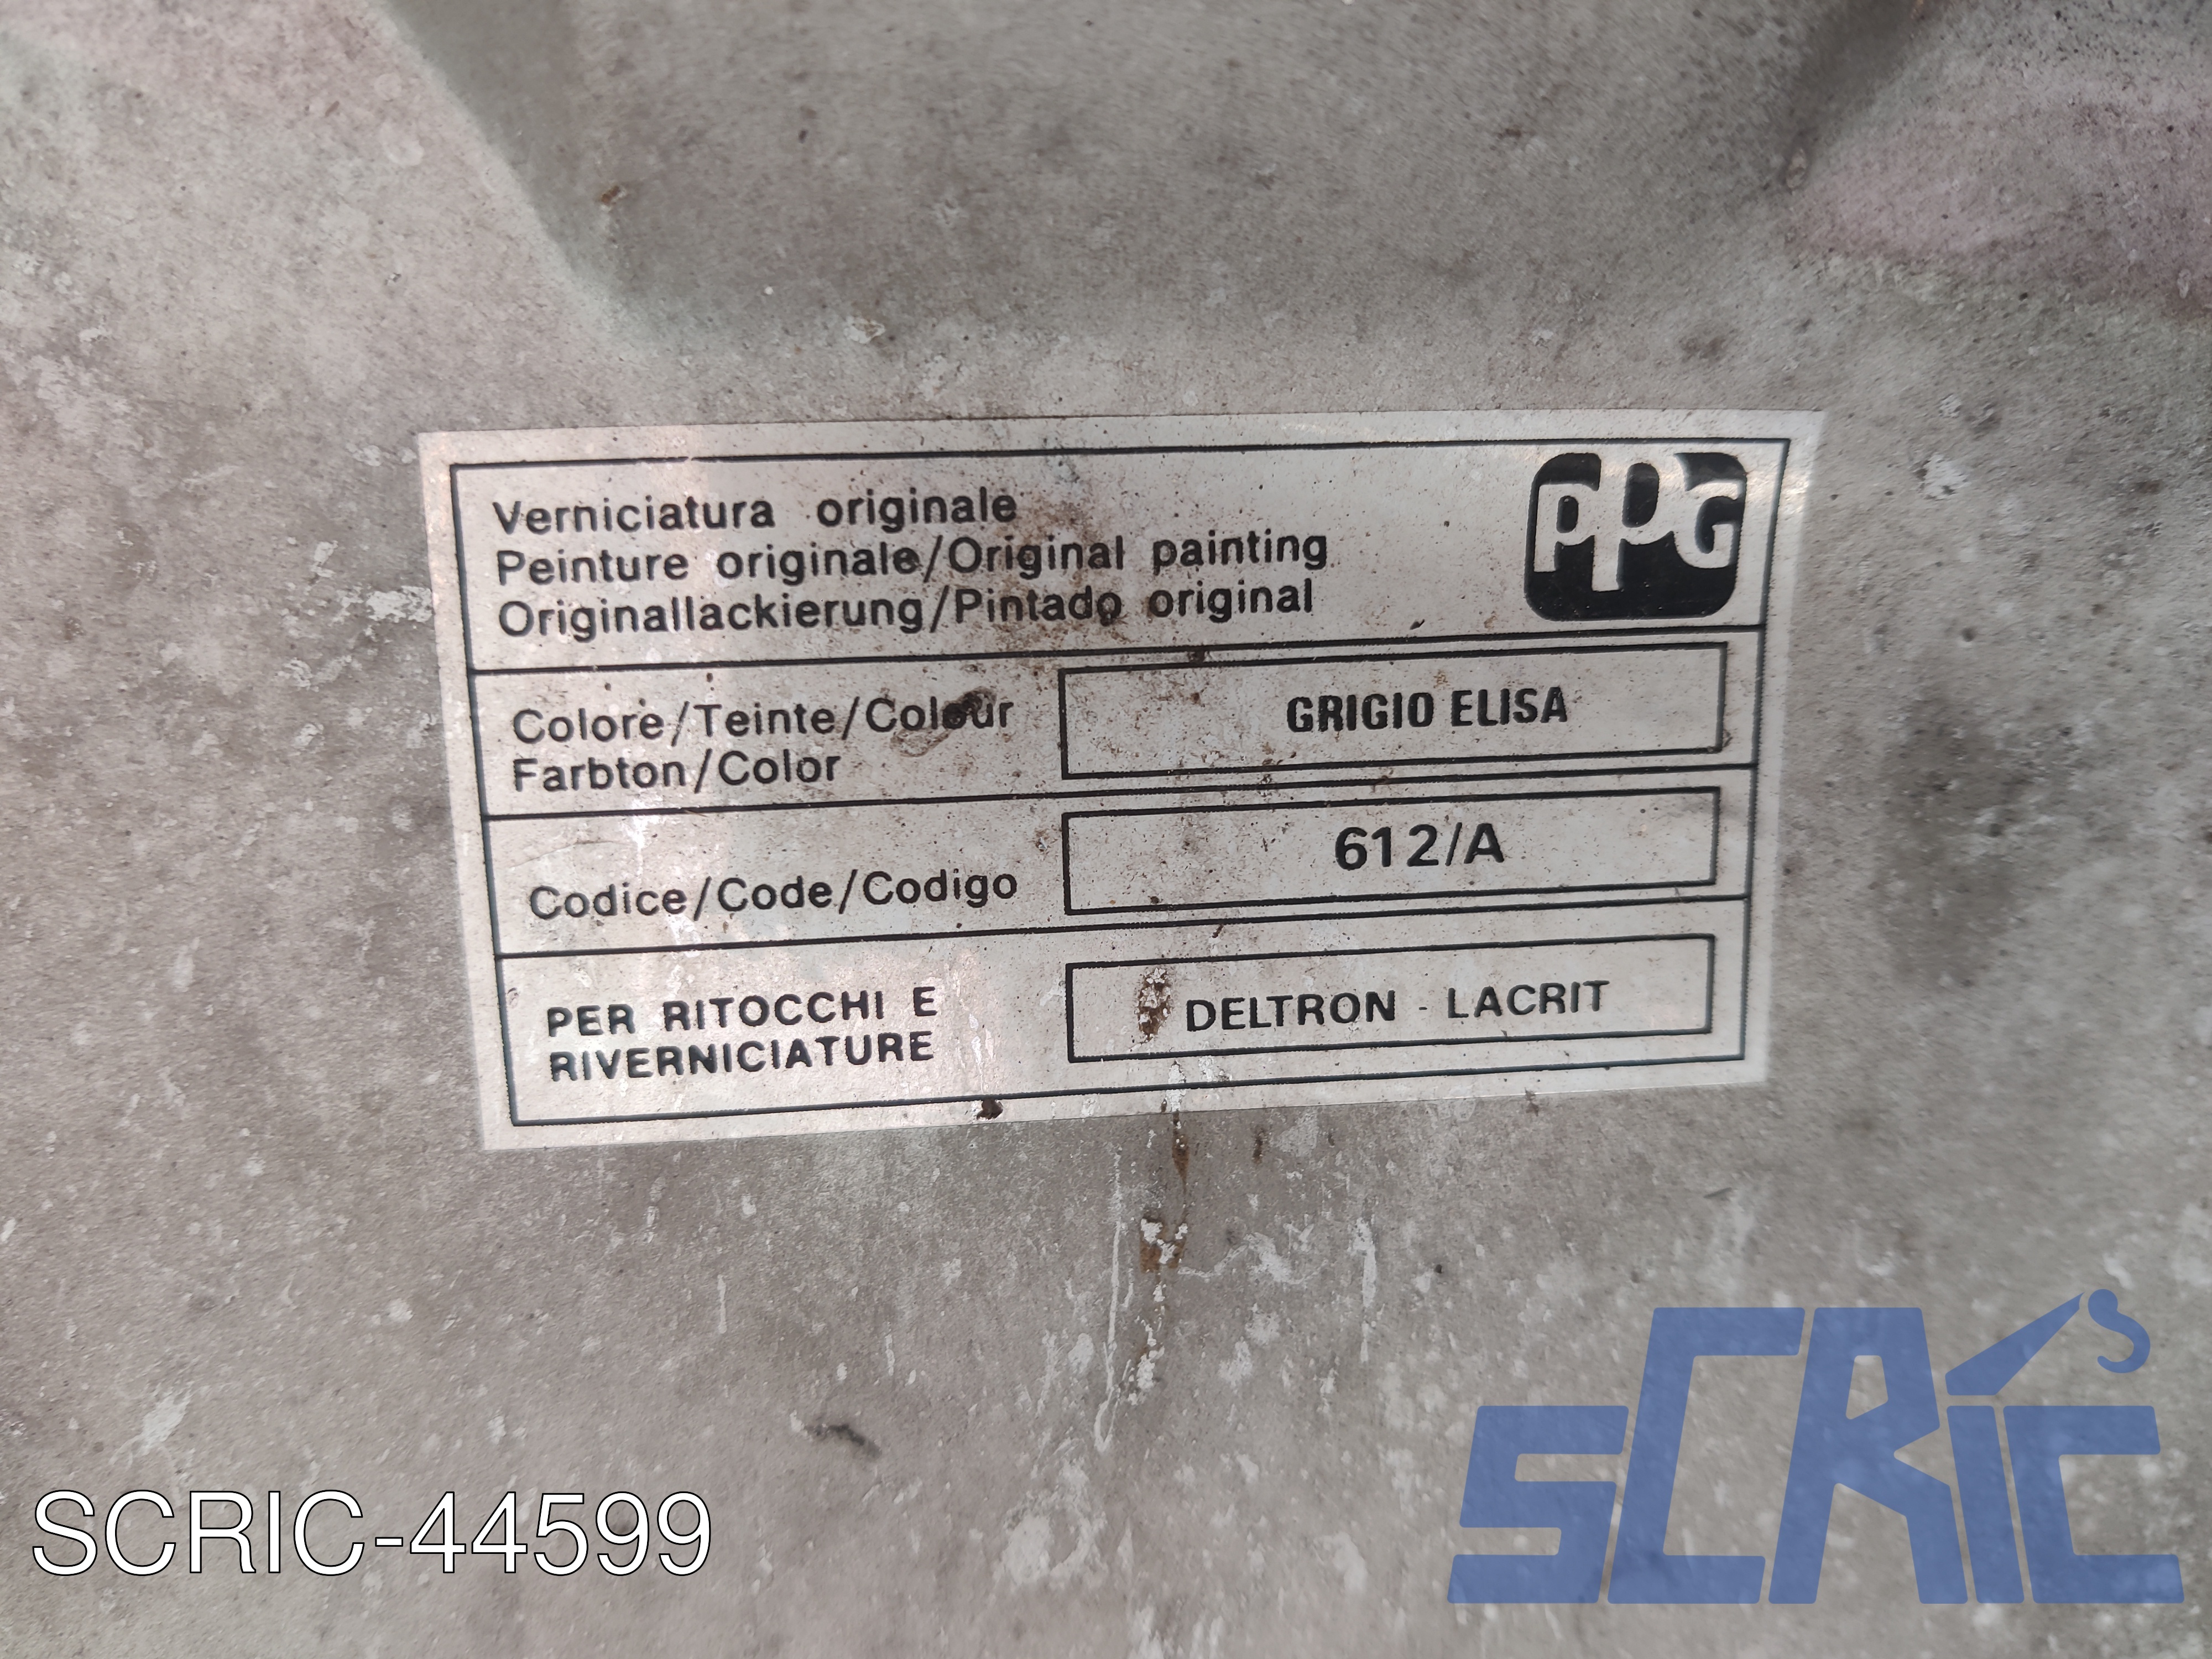 Verniciatura originale
Peinture originale/Original painting
Originallackierung/Pintado original
PPG
Colore/Teinte/Colour
Farbton/Color
GRIGIO ELISA
Codice/Code/Codigo
612/A
PER RITOCCHI E
RIVERNICIATURE
DELTRON - LACRIT
SCRIC
SCRIC-44599